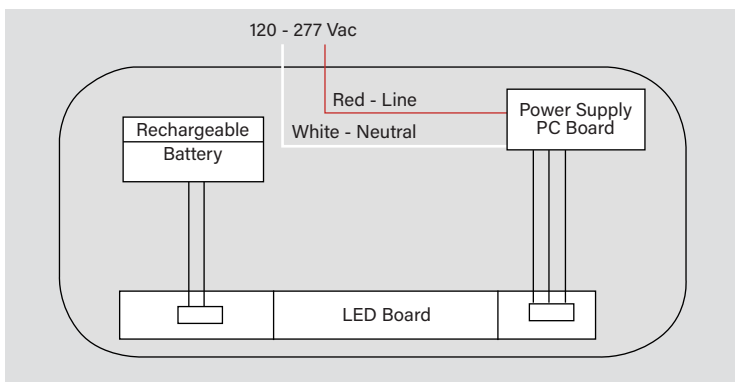 120 - 277 Vac
Red - Line
White - Neutral
Power Supply
PC Board
Rechargeable
Battery
LED Board